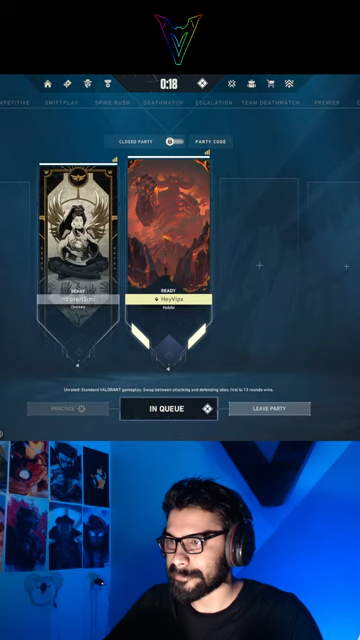 0:18
COMPETITIVE SWIFTPLAY SPIKE RUSH DEATHMATCH ESCALATION TEAM DEATHMATCH PREMIER
CLOSED PARTY PARTY CODE
READY
READY
HeyVipx
Unrated: Standard VALORANT gameplay; Swap between attacking and defending sides, first to 13 rounds wins.
PRACTICE IN QUEUE LEAVE PARTY